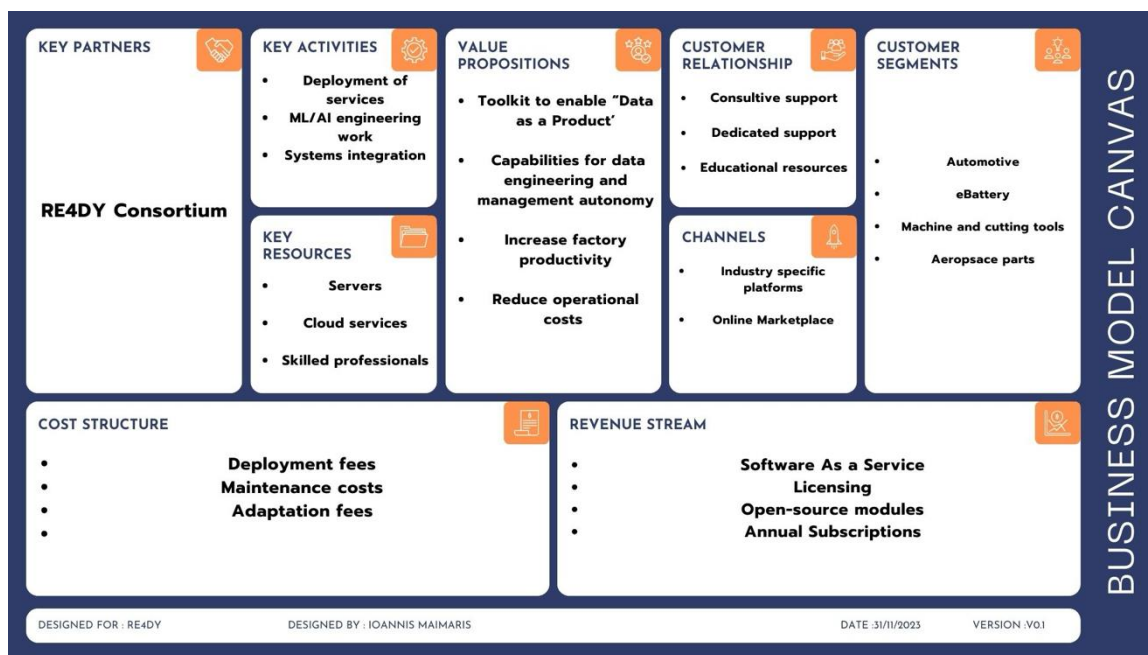 KEY PARTNERS
RE4DY Consortium
KEY ACTIVITIES
• Deployment of
services
• ML/AI engineering
work
• Systems integration
KEY
RESOURCES
• Servers
• Cloud services
• Skilled professionals
VALUE
PROPOSITIONS
• Toolkit to enable “Data
as a Product’
• Capabilities for data
engineering and
management autonomy
• Increase factory
productivity
• Reduce operational
costs
CUSTOMER
RELATIONSHIP
• Consultive support
• Dedicated support
• Educational resources
CHANNELS
• Industry specific
platforms
• Online Marketplace
CUSTOMER
SEGMENTS
• Automotive
• eBattery
• Machine and cutting tools
• Aeropsace parts
COST STRUCTURE
• Deployment fees
• Maintenance costs
• Adaptation fees
•
REVENUE STREAM
• Software As a Service
• Licensing
• Open-source modules
• Annual Subscriptions
DESIGNED FOR : RE4DY
DESIGNED BY : IOANNIS MAIMARIS
DATE :31/11/2023
VERSION :V0.1
BUSINESS MODEL CANVAS